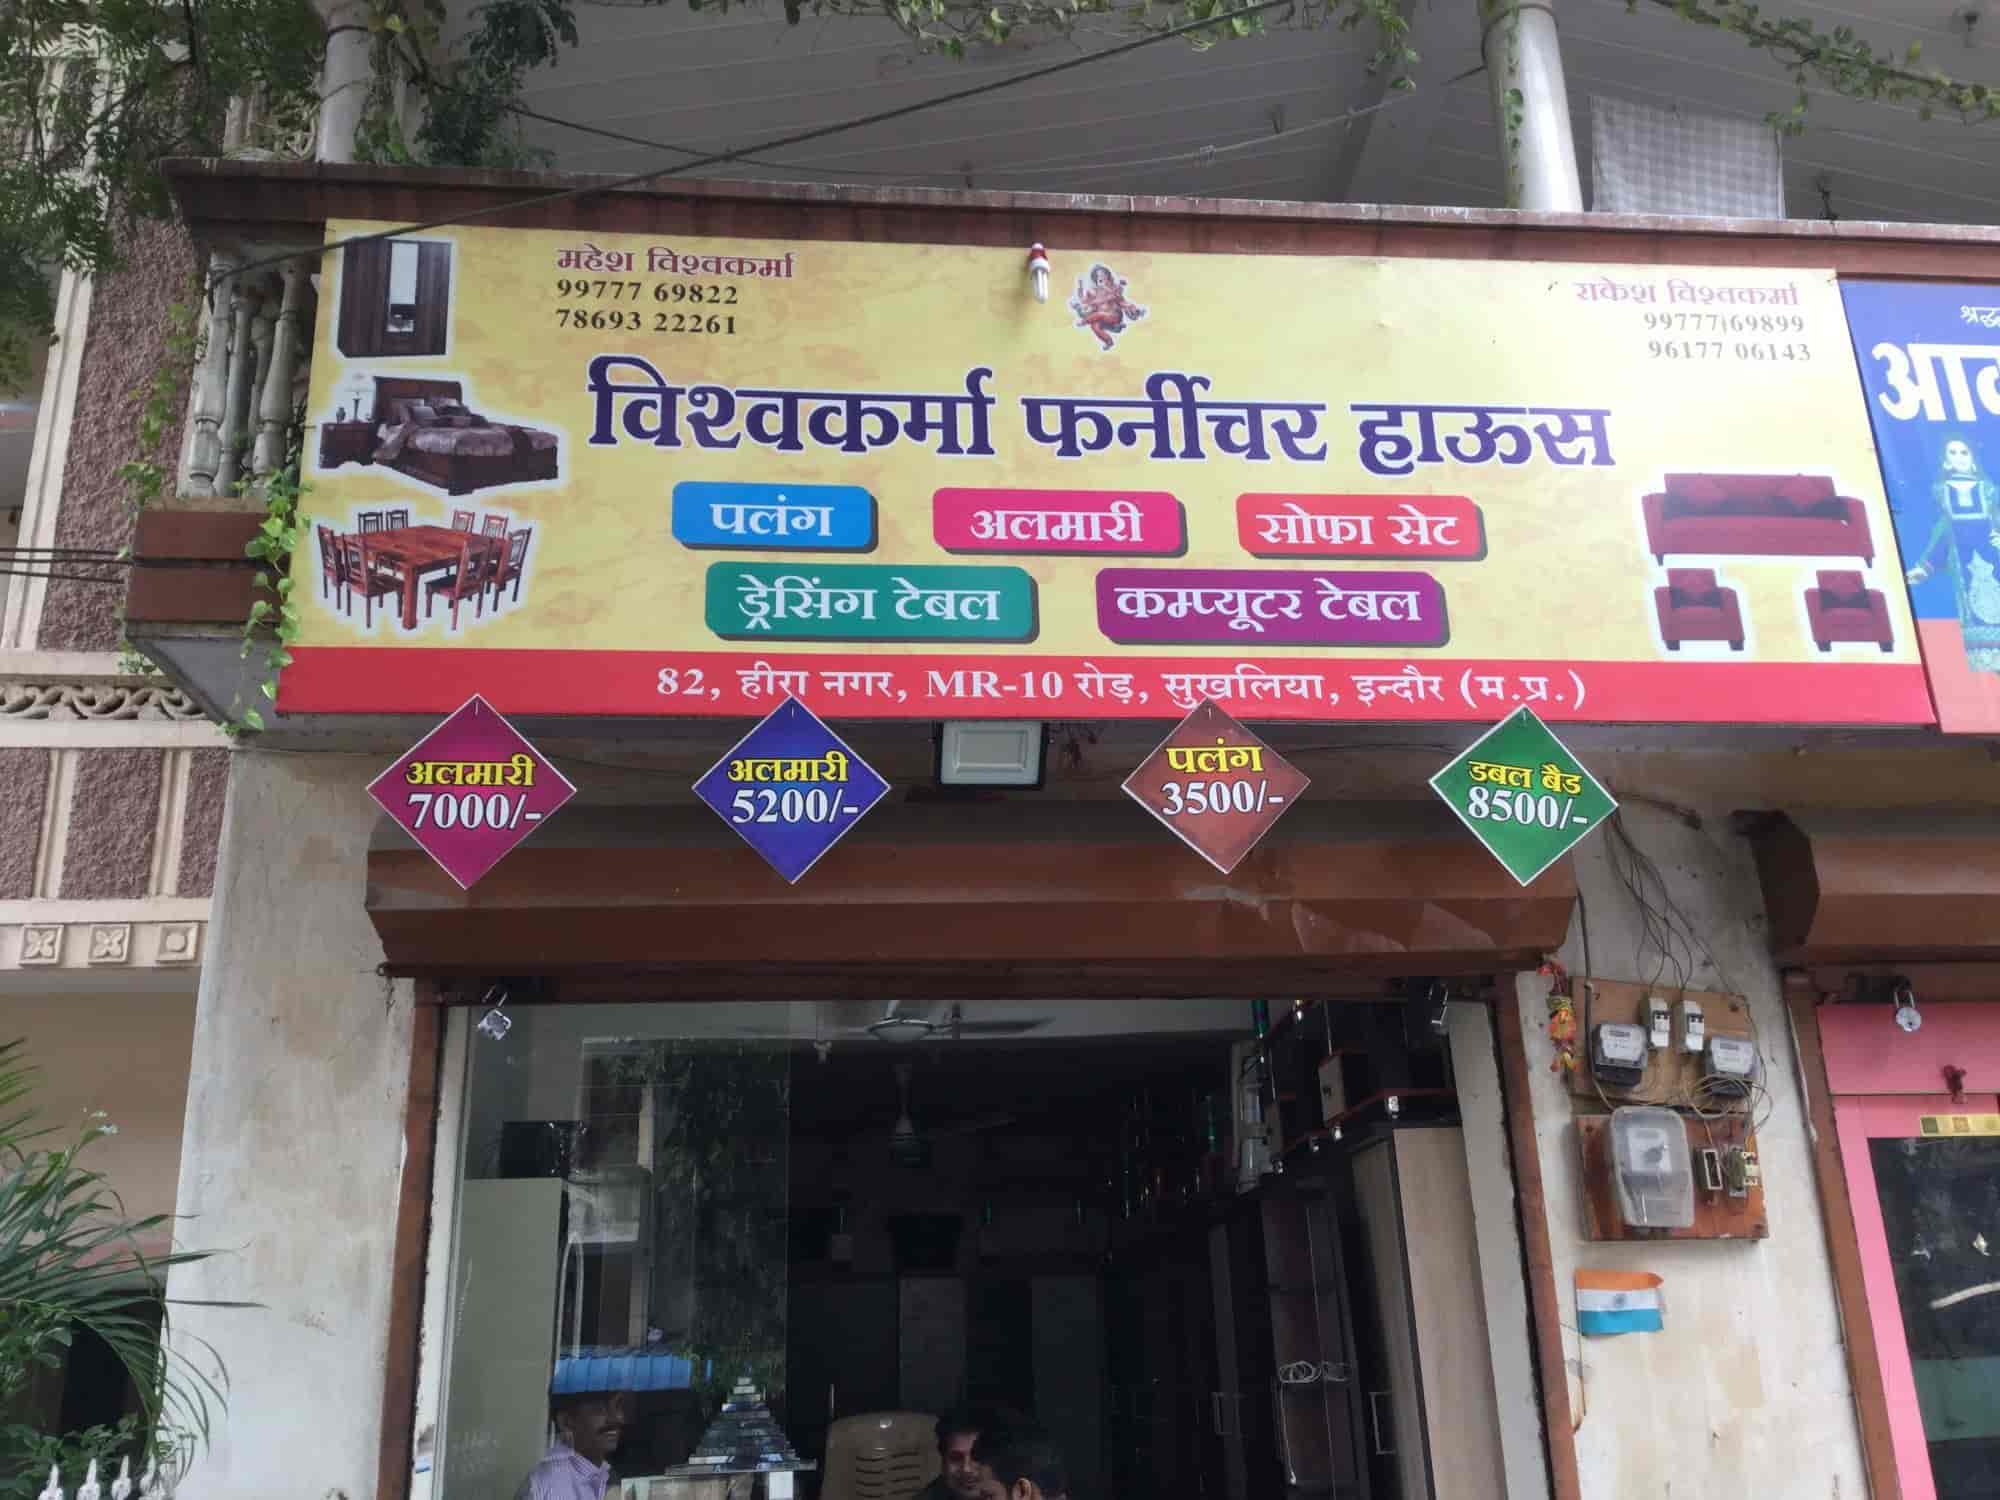 महेश विश्वकर्मा
99777 69822
78693 22261
राकेश विश्वकर्मा
99777 69899
96177 06143
विश्वकर्मा फर्नीचर हाऊस
पलंग
अलमारी
सोफा सेट
ड्रेसिंग टेबल
कम्प्यूटर टेबल
82, हीरा नगर, MR-10 रोड़, सुखलिया, इन्दौर (म.प्र.)
अलमारी
7000/-
अलमारी
5200/-
पलंग
3500/-
डबल बैड
8500/-